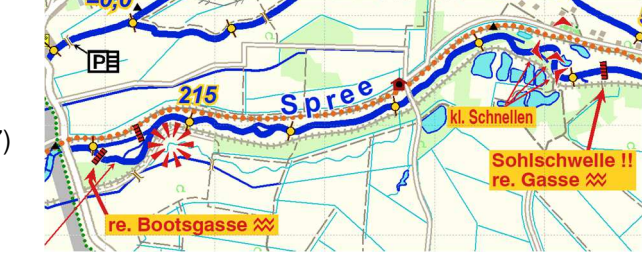 P
215
Spree
kl. Schnellen
Sohlschwelle !!
re. Gasse
re. Bootsgasse